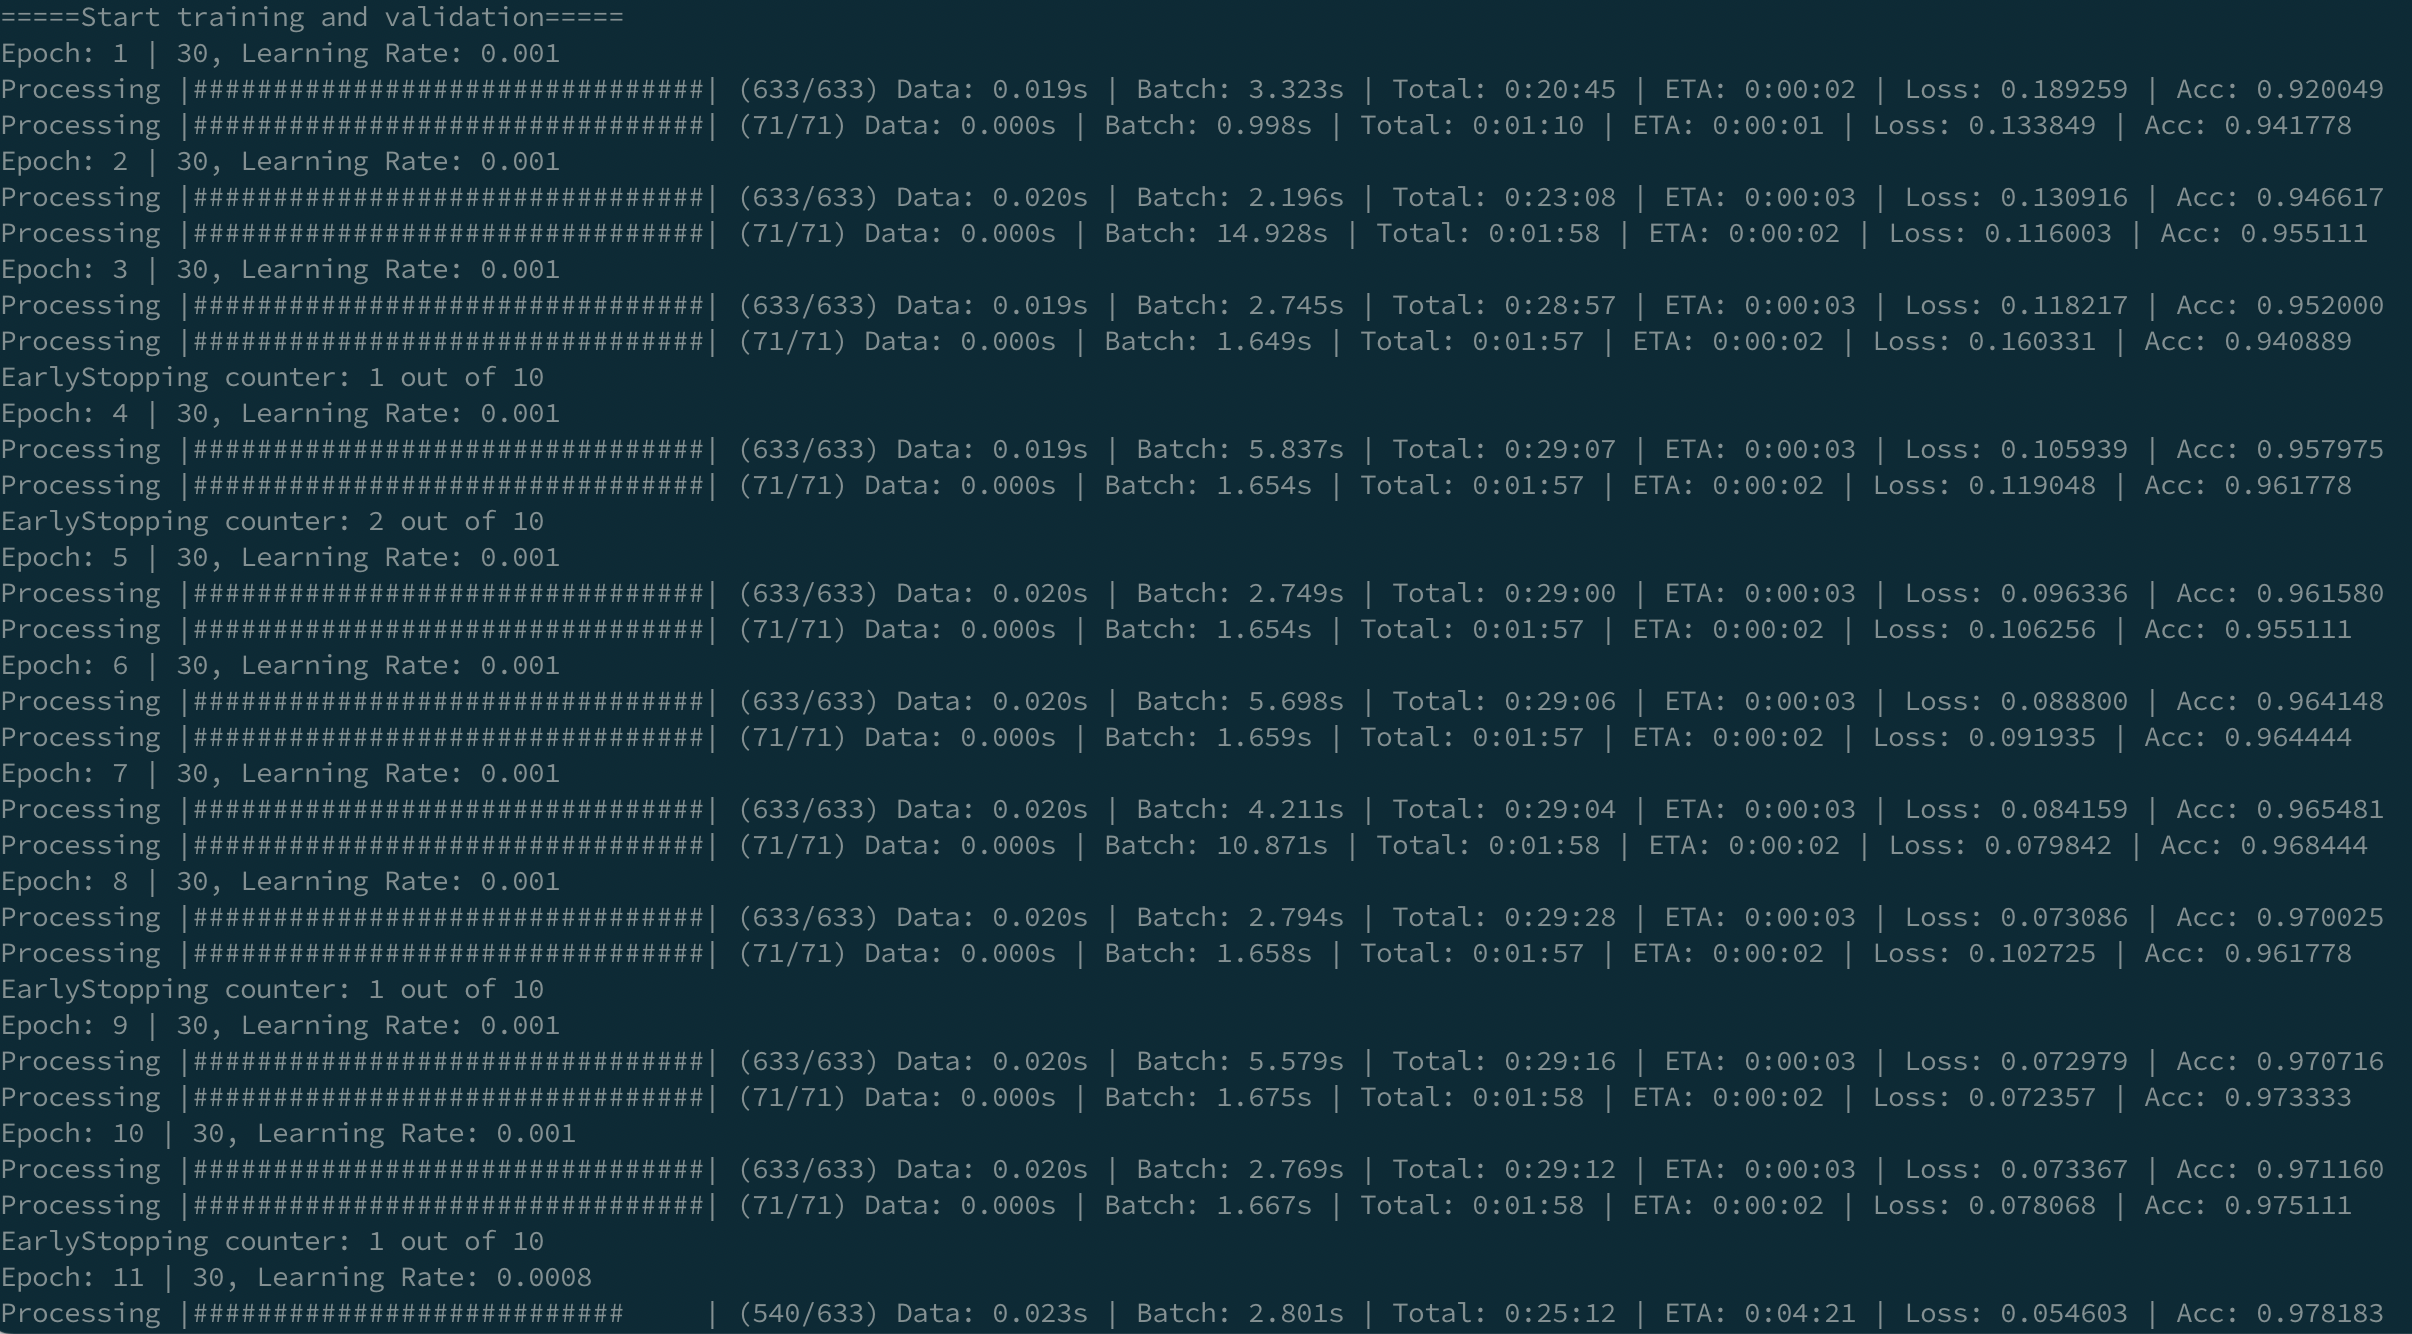 =====Start training and validation=====
Epoch: 1 | 30, Learning Rate: 0.001
Processing |################################| (633/633) Data: 0.019s | Batch: 3.323s | Total: 0:20:45 | ETA: 0:00:02 | Loss: 0.189259 | Acc: 0.920049
Processing |################################| (71/71) Data: 0.000s | Batch: 0.998s | Total: 0:01:10 | ETA: 0:00:01 | Loss: 0.133849 | Acc: 0.941778
Epoch: 2 | 30, Learning Rate: 0.001
Processing |################################| (633/633) Data: 0.020s | Batch: 2.196s | Total: 0:23:08 | ETA: 0:00:03 | Loss: 0.130916 | Acc: 0.946617
Processing |################################| (71/71) Data: 0.000s | Batch: 14.928s | Total: 0:01:58 | ETA: 0:00:02 | Loss: 0.116003 | Acc: 0.955111
Epoch: 3 | 30, Learning Rate: 0.001
Processing |################################| (633/633) Data: 0.019s | Batch: 2.745s | Total: 0:28:57 | ETA: 0:00:03 | Loss: 0.118217 | Acc: 0.952000
Processing |################################| (71/71) Data: 0.000s | Batch: 1.649s | Total: 0:01:57 | ETA: 0:00:02 | Loss: 0.160331 | Acc: 0.940889
EarlyStopping counter: 1 out of 10
Epoch: 4 | 30, Learning Rate: 0.001
Processing |################################| (633/633) Data: 0.019s | Batch: 5.837s | Total: 0:29:07 | ETA: 0:00:03 | Loss: 0.105939 | Acc: 0.957975
Processing |################################| (71/71) Data: 0.000s | Batch: 1.654s | Total: 0:01:57 | ETA: 0:00:02 | Loss: 0.119048 | Acc: 0.961778
EarlyStopping counter: 2 out of 10
Epoch: 5 | 30, Learning Rate: 0.001
Processing |################################| (633/633) Data: 0.020s | Batch: 2.749s | Total: 0:29:00 | ETA: 0:00:03 | Loss: 0.096336 | Acc: 0.961580
Processing |################################| (71/71) Data: 0.000s | Batch: 1.654s | Total: 0:01:57 | ETA: 0:00:02 | Loss: 0.106256 | Acc: 0.955111
Epoch: 6 | 30, Learning Rate: 0.001
Processing |################################| (633/633) Data: 0.020s | Batch: 5.698s | Total: 0:29:06 | ETA: 0:00:03 | Loss: 0.088800 | Acc: 0.964148
Processing |################################| (71/71) Data: 0.000s | Batch: 1.659s | Total: 0:01:57 | ETA: 0:00:02 | Loss: 0.091935 | Acc: 0.964444
Epoch: 7 | 30, Learning Rate: 0.001
Processing |################################| (633/633) Data: 0.020s | Batch: 4.211s | Total: 0:29:04 | ETA: 0:00:03 | Loss: 0.084159 | Acc: 0.965481
Processing |################################| (71/71) Data: 0.000s | Batch: 10.871s | Total: 0:01:58 | ETA: 0:00:02 | Loss: 0.079842 | Acc: 0.968444
Epoch: 8 | 30, Learning Rate: 0.001
Processing |################################| (633/633) Data: 0.020s | Batch: 2.794s | Total: 0:29:28 | ETA: 0:00:03 | Loss: 0.073086 | Acc: 0.970025
Processing |################################| (71/71) Data: 0.000s | Batch: 1.658s | Total: 0:01:57 | ETA: 0:00:02 | Loss: 0.102725 | Acc: 0.961778
EarlyStopping counter: 1 out of 10
Epoch: 9 | 30, Learning Rate: 0.001
Processing |################################| (633/633) Data: 0.020s | Batch: 5.579s | Total: 0:29:16 | ETA: 0:00:03 | Loss: 0.072979 | Acc: 0.970716
Processing |################################| (71/71) Data: 0.000s | Batch: 1.675s | Total: 0:01:58 | ETA: 0:00:02 | Loss: 0.072357 | Acc: 0.973333
Epoch: 10 | 30, Learning Rate: 0.001
Processing |################################| (633/633) Data: 0.020s | Batch: 2.769s | Total: 0:29:12 | ETA: 0:00:03 | Loss: 0.073367 | Acc: 0.971160
Processing |################################| (71/71) Data: 0.000s | Batch: 1.667s | Total: 0:01:58 | ETA: 0:00:02 | Loss: 0.078068 | Acc: 0.975111
EarlyStopping counter: 1 out of 10
Epoch: 11 | 30, Learning Rate: 0.0008
Processing |###########################     | (540/633) Data: 0.023s | Batch: 2.801s | Total: 0:25:12 | ETA: 0:04:21 | Loss: 0.054603 | Acc: 0.978183